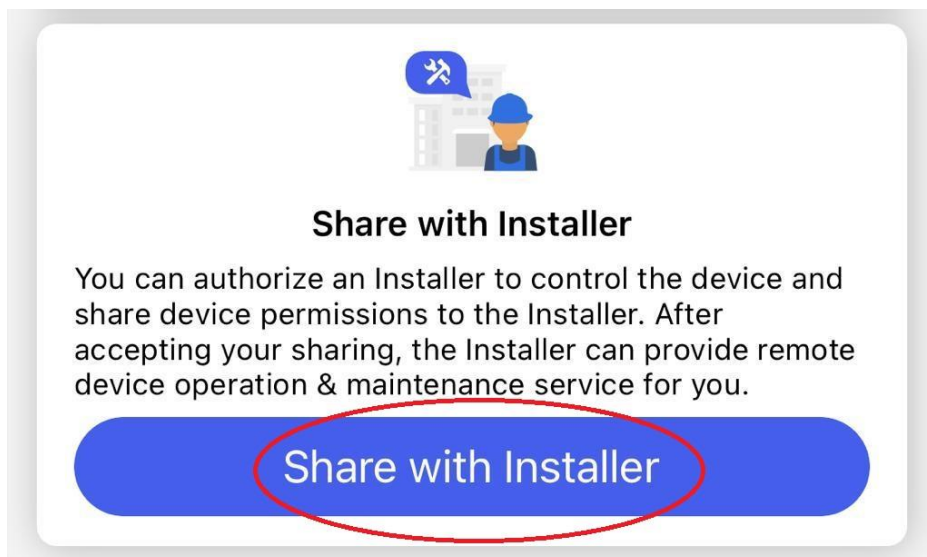 Share with Installer
You can authorize an Installer to control the device and
share device permissions to the Installer. After
accepting your sharing, the Installer can provide remote
device operation & maintenance service for you.
Share with Installer